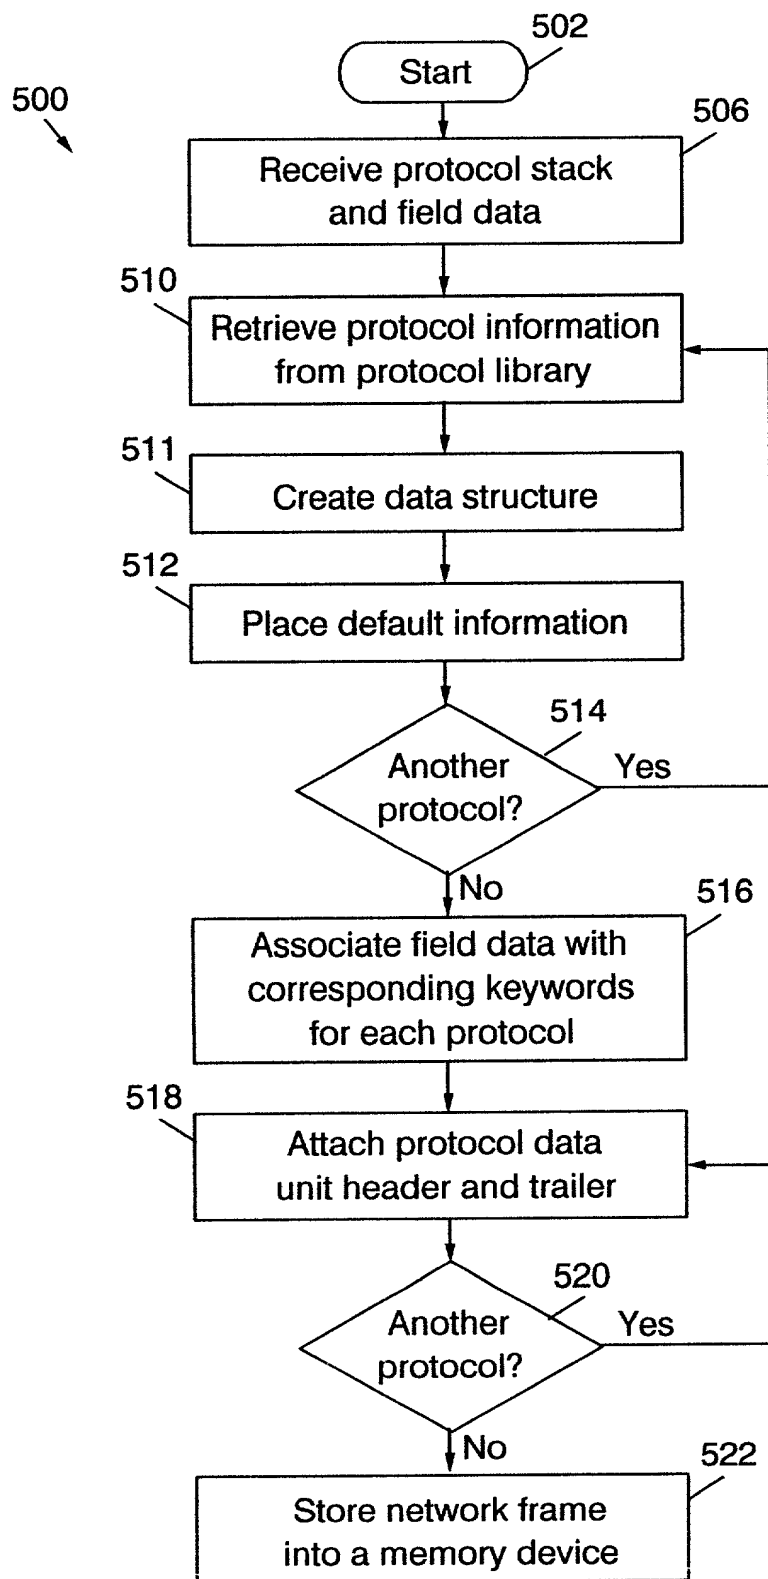 502
Start
500
506
Receive protocol stack
and field data
510
Retrieve protocol information
from protocol library
511
Create data structure
512
Place default information
514
Another
protocol?
Yes
No
516
Associate field data with
corresponding keywords
for each protocol
518
Attach protocol data
unit header and trailer
520
Another
protocol?
Yes
No
522
Store network frame
into a memory device